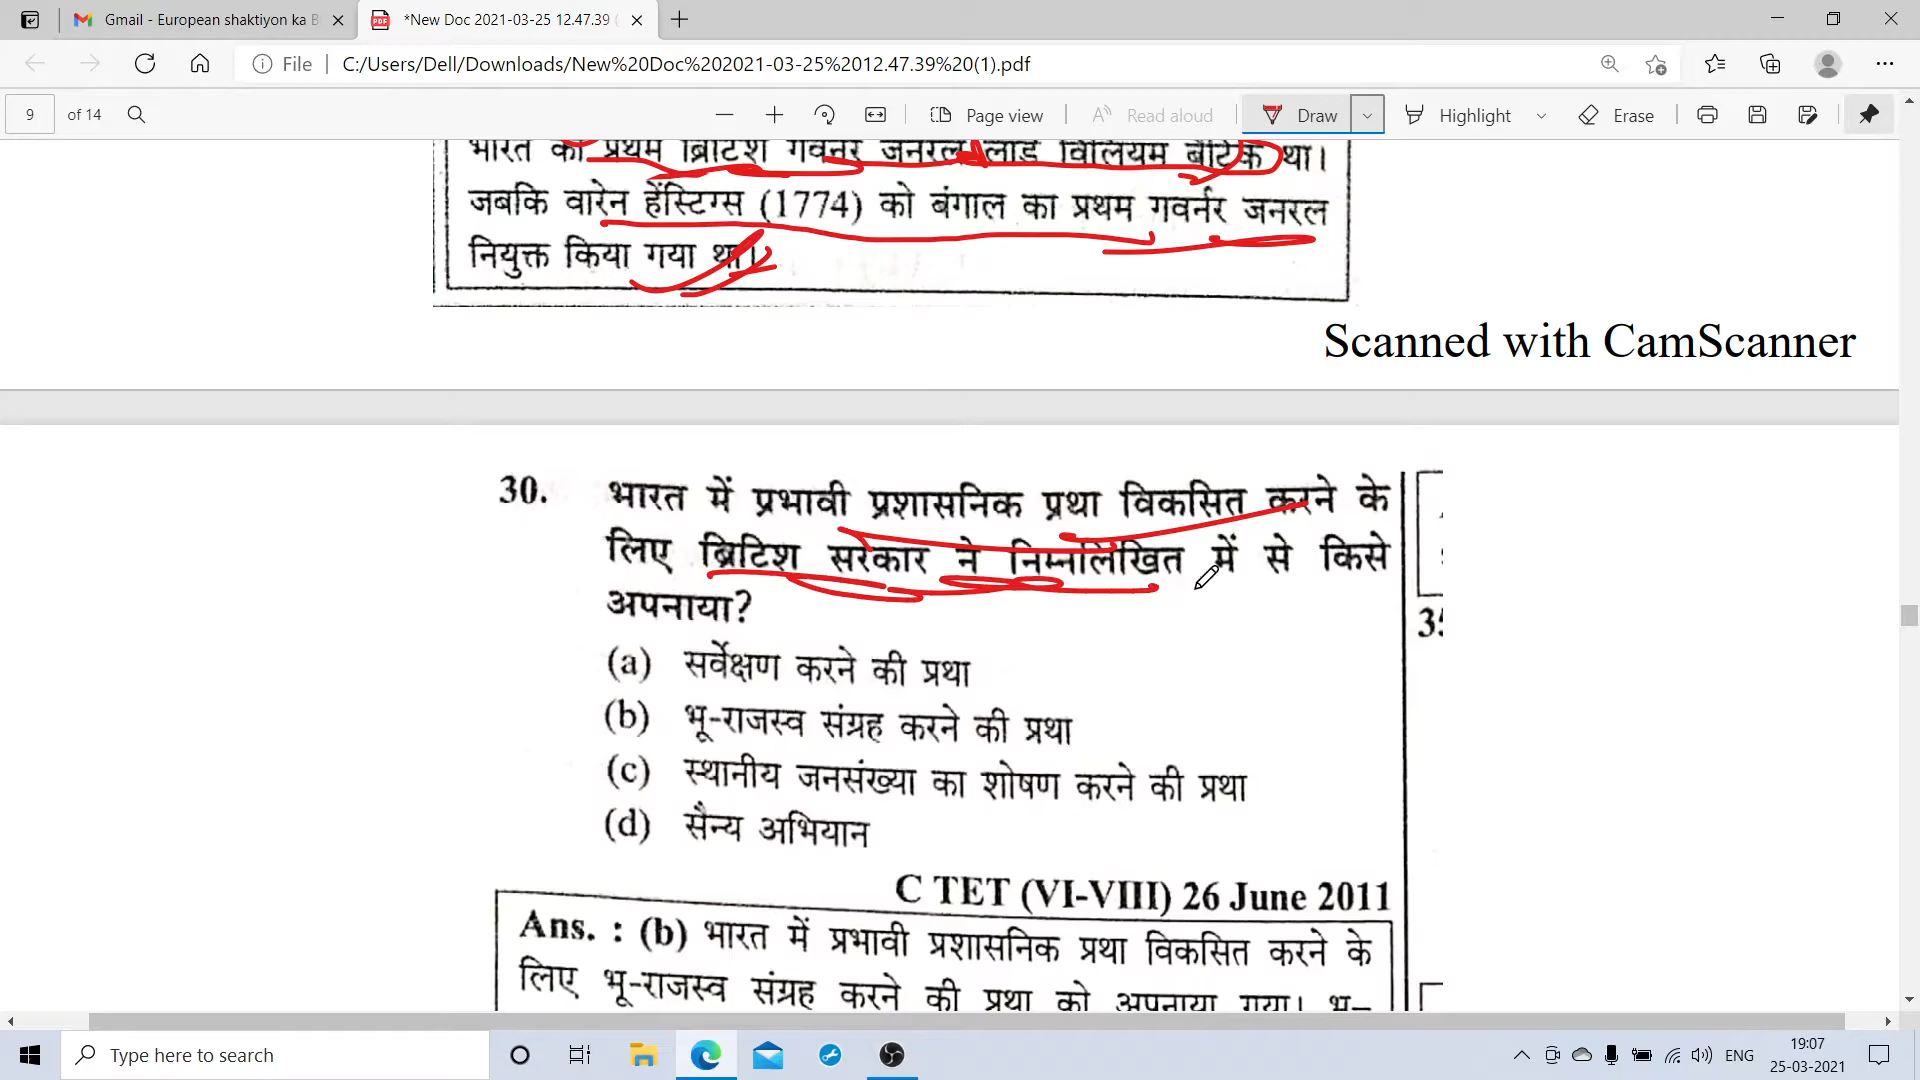 Gmail - European shaktiyon ka B
*New Doc 2021-03-25 12.47.39 (
File
C:/Users/Dell/Downloads/New%20Doc%202021-03-25%2012.47.39%20(1).pdf
9 of 14
Page view
Read aloud
Draw
Highlight
Erase
भारत का प्रथम ब्रिटिश गवर्नर जनरल लार्ड विलियम बैंटिक था।
जबकि वारेन हेंस्टिग्स (1774) को बंगाल का प्रथम गवर्नर जनरल
नियुक्त किया गया था।
Scanned with CamScanner
30. भारत में प्रभावी प्रशासनिक प्रथा विकसित करने के
लिए ब्रिटिश सरकार ने निम्नलिखित में से किसे
अपनाया?
(a) सर्वेक्षण करने की प्रथा
(b) भू-राजस्व संग्रह करने की प्रथा
(c) स्थानीय जनसंख्या का शोषण करने की प्रथा
(d) सैन्य अभियान
C TET (VI-VIII) 26 June 2011
Ans. : (b) भारत में प्रभावी प्रशासनिक प्रथा विकसित करने के
लिए भू-राजस्व संग्रह करने की प्रथा को अपनाया गया। भू-
Type here to search
ENG
19:07
25-03-2021